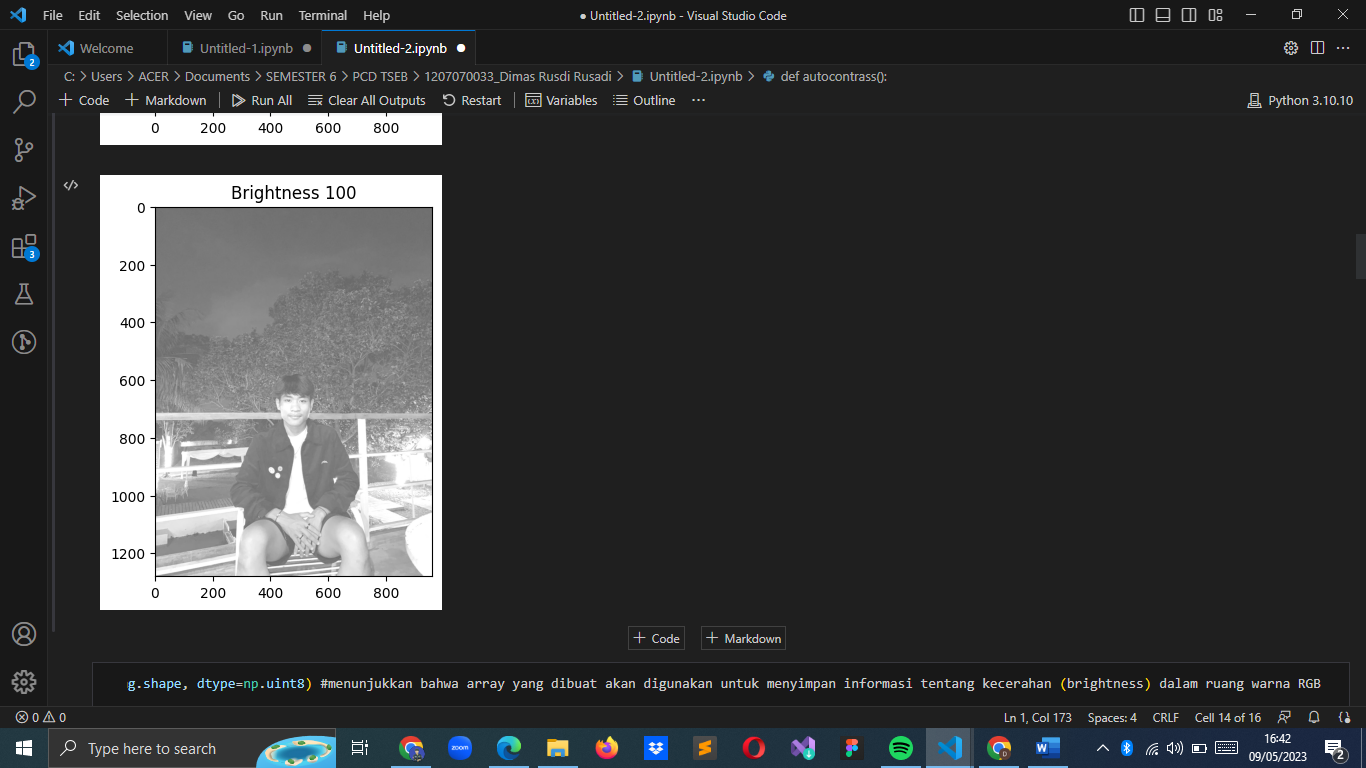 File Edit Selection View Go Run Terminal Help ● Untitled-2.ipynb - Visual Studio Code
Welcome Untitled-1.ipynb ● Untitled-2.ipynb ●
C: > Users > ACER > Documents > SEMESTER 6 > PCD TSEB > 1207070033_Dimas Rusdi Rusadi > Untitled-2.ipynb > def autocontrass():
+ Code + Markdown Run All Clear All Outputs Restart Variables Outline ··· Python 3.10.10
0 200 400 600 800
Brightness 100
0
200
400
600
800
1000
1200
0 200 400 600 800
+ Code + Markdown
g.shape, dtype=np.uint8) #menunjukkan bahwa array yang dibuat akan digunakan untuk menyimpan informasi tentang kecerahan (brightness) dalam ruang warna RGB
2
3
0 0 Ln 1, Col 173 Spaces: 4 CRLF Cell 14 of 16
Type here to search zoom 16:42
09/05/2023 2